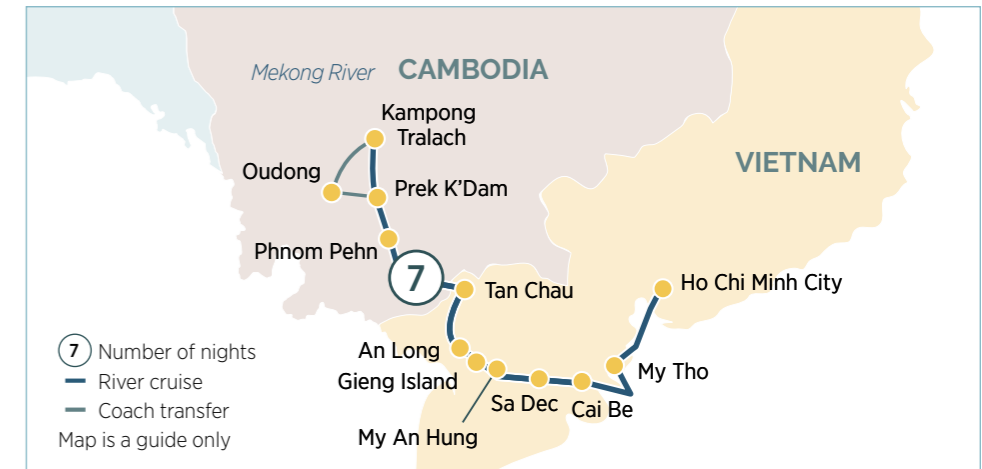 Mekong River
CAMBODIA
Kampong
Tralach
VIETNAM
Oudong
Prek K'Dam
Phnom Pehn
7
Tan Chau
Ho Chi Minh City
An Long
Gieng Island
My Tho
Sa Dec
Cai Be
My An Hung
7 Number of nights
River cruise
Coach transfer
Map is a guide only